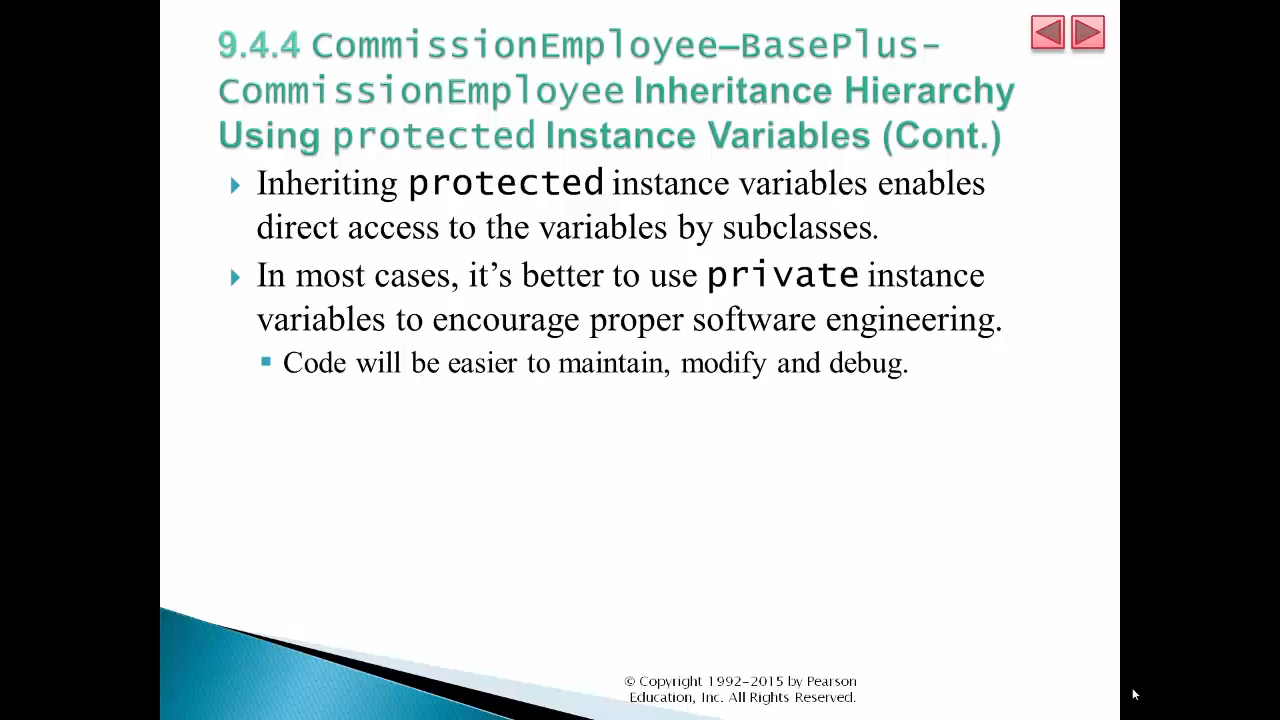 9.4.4 CommissionEmployee–BasePlus-
CommissionEmployee Inheritance Hierarchy
Using protected Instance Variables (Cont.)
Inheriting protected instance variables enables
direct access to the variables by subclasses.
In most cases, it’s better to use private instance
variables to encourage proper software engineering.
Code will be easier to maintain, modify and debug.
© Copyright 1992–2015 by Pearson
Education, Inc. All Rights Reserved.